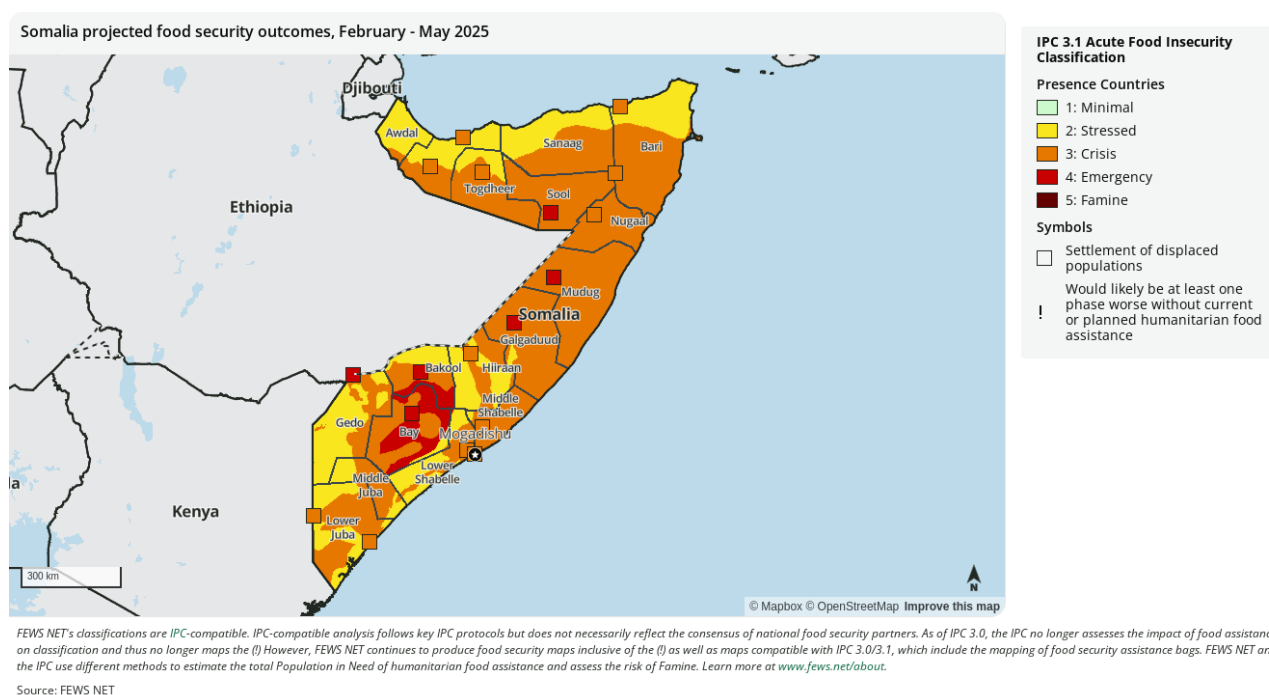 Somalia projected food security outcomes, February - May 2025
Djibouti
Awdal
Sanaag
Bari
Togdheer
Sool
Nugaal
Ethiopia
Mudug
Somalia
Galgaduud
Bakool
Hiiraan
Middle
Shabelle
Gedo
Bay
Mogadishu
Lower
Shabelle
Middle
Juba
la
Kenya
Lower
Juba
300 km
N
© Mapbox © OpenStreetMap Improve this map
IPC 3.1 Acute Food Insecurity
Classification
Presence Countries
1: Minimal
2: Stressed
3: Crisis
4: Emergency
5: Famine
Symbols
Settlement of displaced
populations
! Would likely be at least one
phase worse without current
or planned humanitarian food
assistance
FEWS NET's classifications are IPC-compatible. IPC-compatible analysis follows key IPC protocols but does not necessarily reflect the consensus of national food security partners. As of IPC 3.0, the IPC no longer assesses the impact of food assistanc
on classification and thus no longer maps the (!) However, FEWS NET continues to produce food security maps inclusive of the (!) as well as maps compatible with IPC 3.0/3.1, which include the mapping of food security assistance bags. FEWS NET an
the IPC use different methods to estimate the total Population in Need of humanitarian food assistance and assess the risk of Famine. Learn more at www.fews.net/about.
Source: FEWS NET